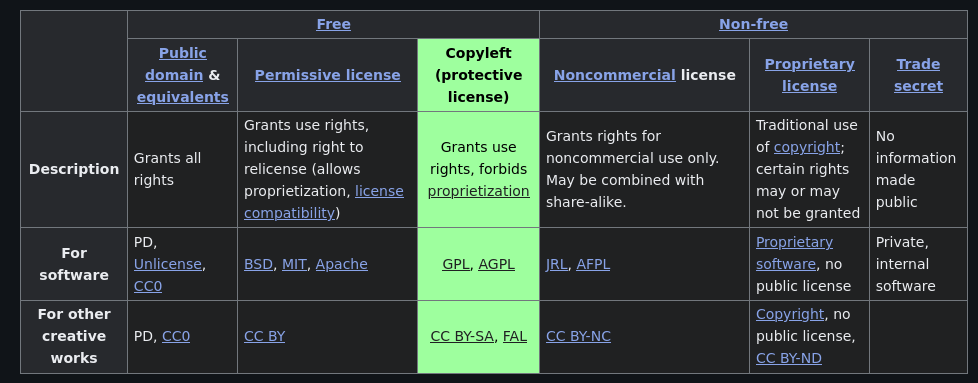 Free
Non-free
Public
domain &
equivalents
Permissive license
Copyleft
(protective
license)
Noncommercial license
Proprietary
license
Trade
secret
Description
Grants all
rights
Grants use rights,
including right to
relicense (allows
proprietization, license
compatibility)
Grants use
rights, forbids
proprietization
Grants rights for
noncommercial use only.
May be combined with
share-alike.
Traditional use
of copyright;
certain rights
may or may
not be granted
No
information
made
public
For
software
PD,
Unlicense,
CC0
BSD, MIT, Apache
GPL, AGPL
JRL, AFPL
Proprietary
software, no
public license
Private,
internal
software
For other
creative
works
PD, CC0
CC BY
CC BY-SA, FAL
CC BY-NC
Copyright, no
public license,
CC BY-ND